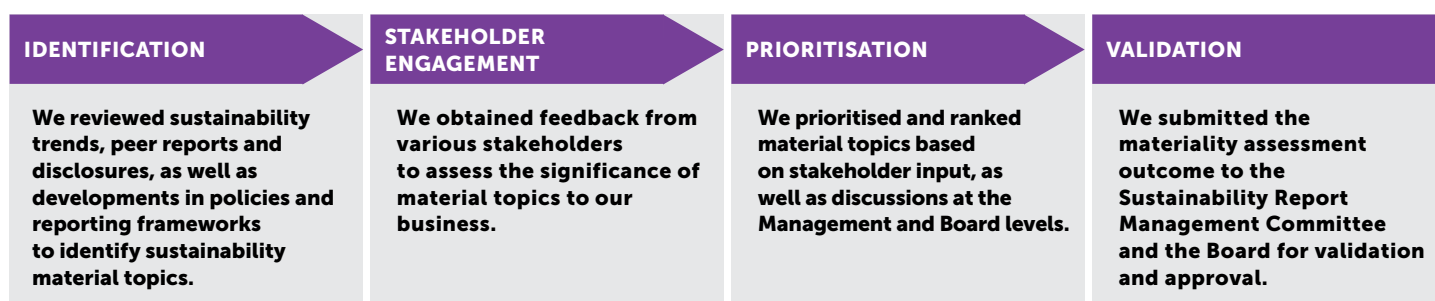 IDENTIFICATION
We reviewed sustainability
trends, peer reports and
disclosures, as well as
developments in policies and
reporting frameworks
to identify sustainability
material topics.
STAKEHOLDER
ENGAGEMENT
We obtained feedback from
various stakeholders
to assess the significance of
material topics to our
business.
PRIORITISATION
We prioritised and ranked
material topics based
on stakeholder input, as
well as discussions at the
Management and Board levels.
VALIDATION
We submitted the
materiality assessment
outcome to the
Sustainability Report
Management Committee
and the Board for validation
and approval.